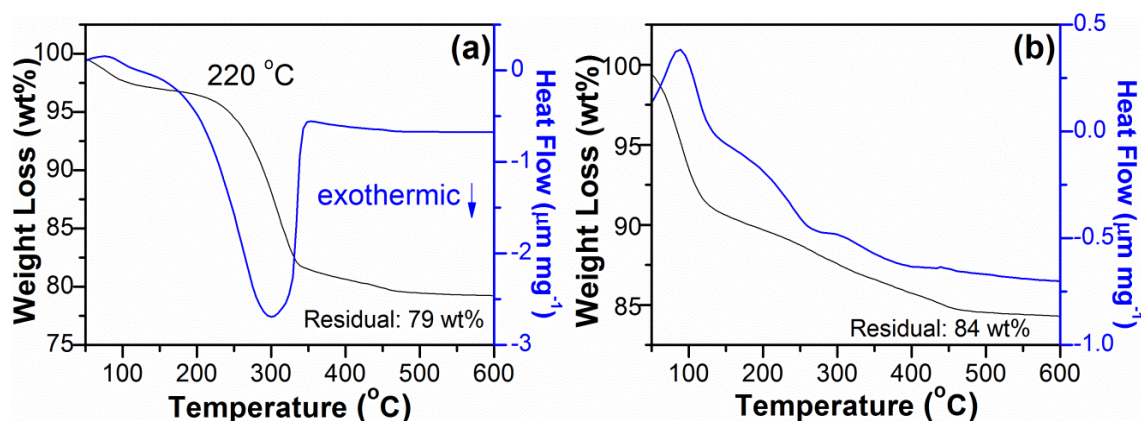 (a)
220 °C
exothermic ↓
Residual: 79 wt%
100
95
90
85
80
75
Weight Loss (wt%)
0
-1
-2
-3
Heat Flow (μm mg⁻¹)
100 200 300 400 500 600
Temperature (°C)
(b)
Residual: 84 wt%
100
95
90
85
Weight Loss (wt%)
0.5
0.0
-0.5
-1.0
Heat Flow (μm mg⁻¹)
100 200 300 400 500 600
Temperature (°C)